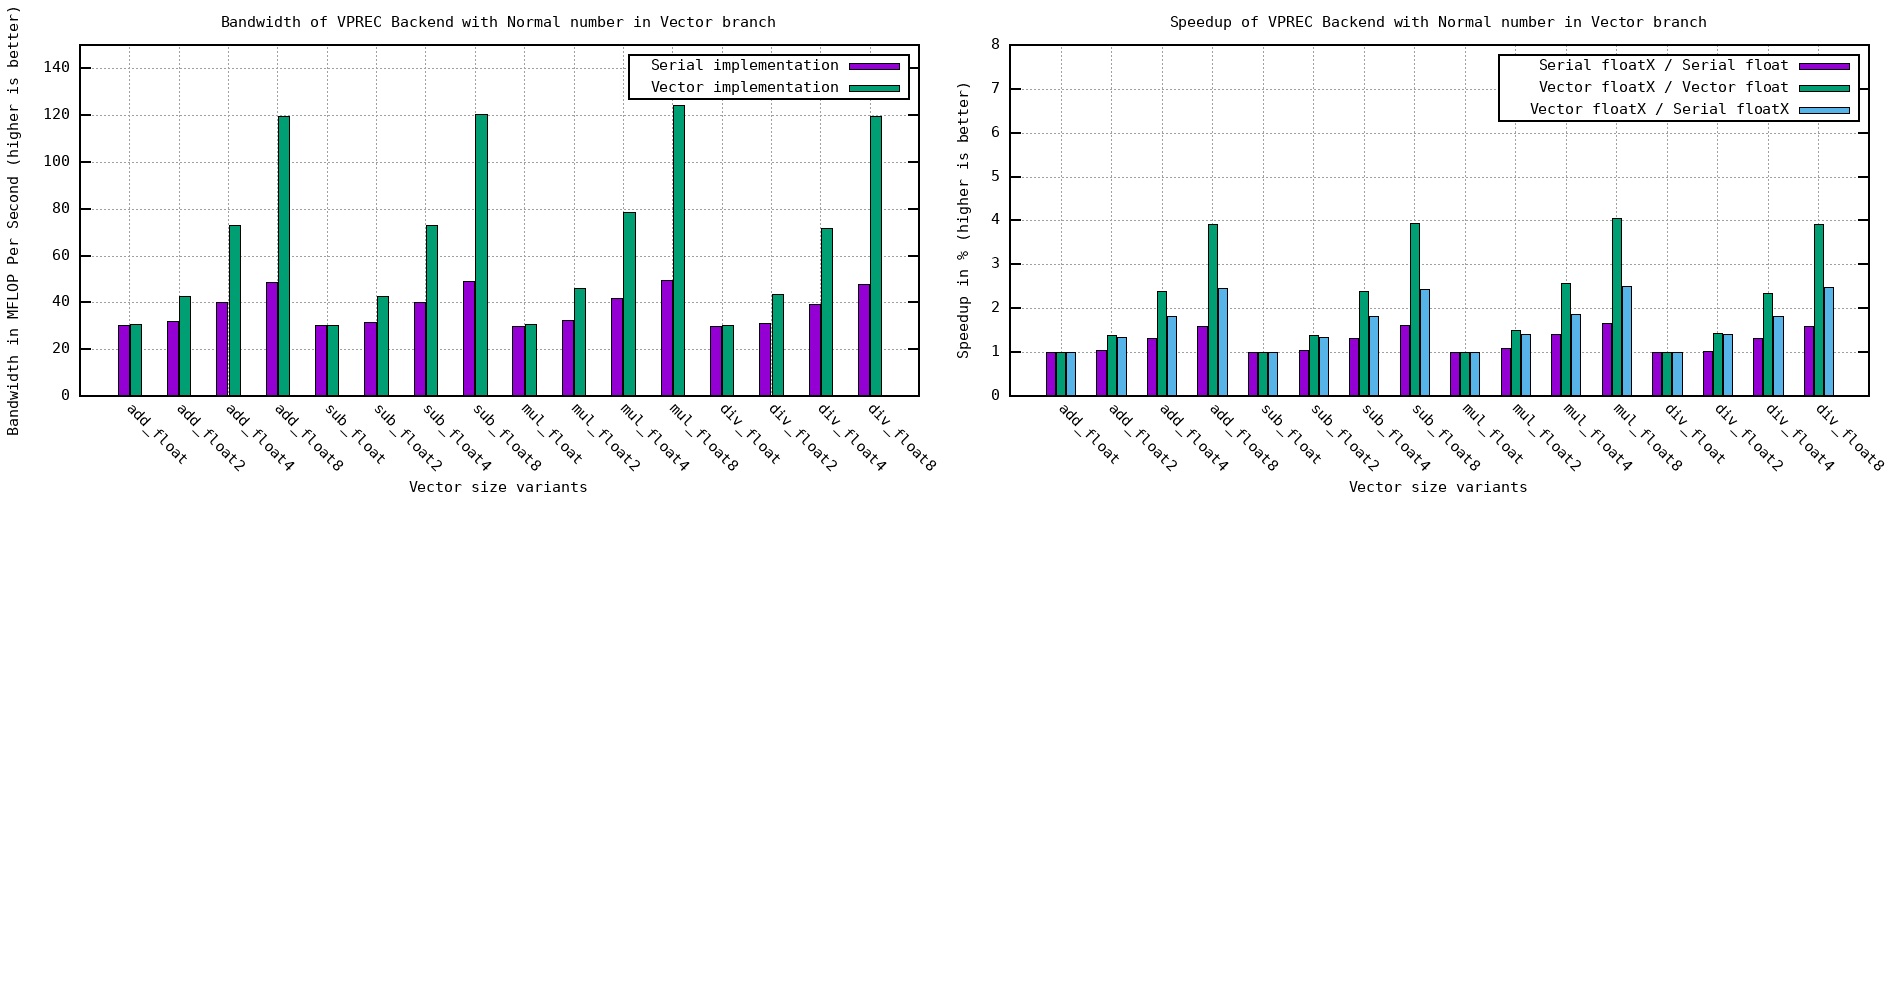 Bandwidth of VPREC Backend with Normal number in Vector branch
Bandwidth in MFLOP Per Second (higher is better)
140
120
100
80
60
40
20
0
Serial implementation
Vector implementation
add_float
add_float2
add_float4
add_float8
sub_float
sub_float2
sub_float4
sub_float8
mul_float
mul_float2
mul_float4
mul_float8
div_float
div_float2
div_float4
div_float8
Vector size variants
Speedup of VPREC Backend with Normal number in Vector branch
Speedup in % (higher is better)
8
7
6
5
4
3
2
1
0
Serial floatX / Serial float
Vector floatX / Vector float
Vector floatX / Serial floatX
add_float
add_float2
add_float4
add_float8
sub_float
sub_float2
sub_float4
sub_float8
mul_float
mul_float2
mul_float4
mul_float8
div_float
div_float2
div_float4
div_float8
Vector size variants